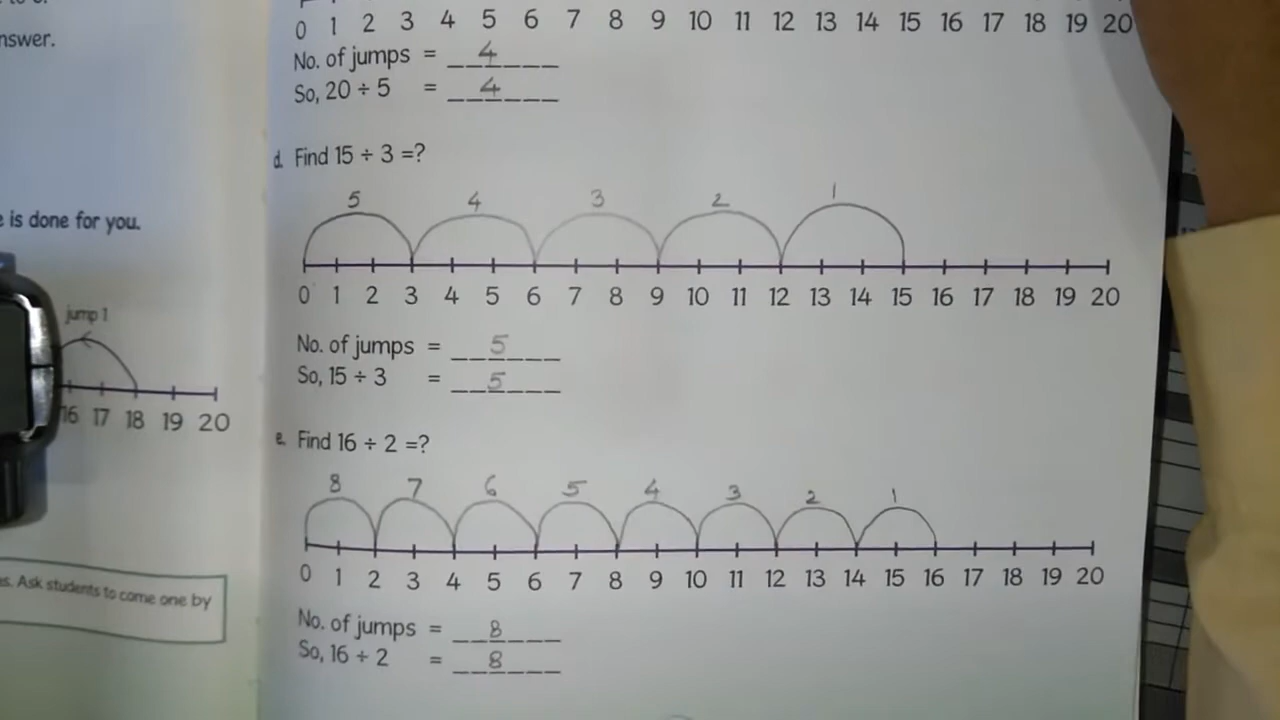 nswer.
is done for you.
jump 1
16 17 18 19 20
s. Ask students to come one by
0 1 2 3 4 5 6 7 8 9 10 11 12 13 14 15 16 17 18 19 20
No. of jumps = 4
So, 20 ÷ 5 = 4
d. Find 15 ÷ 3 =?
5 4 3 2 1
0 1 2 3 4 5 6 7 8 9 10 11 12 13 14 15 16 17 18 19 20
No. of jumps = 5
So, 15 ÷ 3 = 5
e. Find 16 ÷ 2 =?
8 7 6 5 4 3 2 1
0 1 2 3 4 5 6 7 8 9 10 11 12 13 14 15 16 17 18 19 20
No. of jumps = 8
So, 16 ÷ 2 = 8